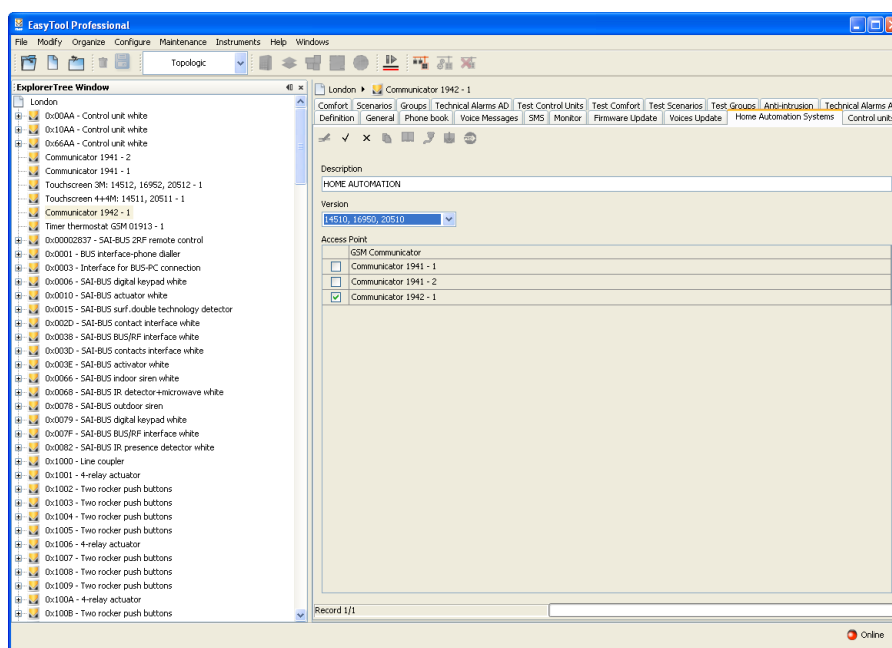 EasyTool Professional
File Modify Organize Configure Maintenance Instruments Help Windows
Topologic
ExplorerTree Window
London
0x00AA - Control unit white
0x10AA - Control unit white
0x66AA - Control unit white
Communicator 1941 - 2
Communicator 1941 - 1
Touchscreen 3M: 14512, 16952, 20512 - 1
Touchscreen 4+4M: 14511, 20511 - 1
Communicator 1942 - 1
Timer thermostat GSM 01913 - 1
0x00002837 - SAI-BUS 2RF remote control
0x0001 - BUS interface-phone dialler
0x0003 - Interface for BUS-PC connection
0x0006 - SAI-BUS digital keypad white
0x0010 - SAI-BUS actuator white
0x0015 - SAI-BUS surf.double technology detector
0x002D - SAI-BUS contact interface white
0x0038 - SAI-BUS BUS/RF interface white
0x003D - SAI-BUS contacts interface white
0x003E - SAI-BUS activator white
0x0066 - SAI-BUS indoor siren white
0x0068 - SAI-BUS IR detector+microwave white
0x0078 - SAI-BUS outdoor siren
0x0079 - SAI-BUS digital keypad white
0x007F - SAI-BUS BUS/RF interface white
0x0082 - SAI-BUS IR presence detector white
0x1000 - Line coupler
0x1001 - 4-relay actuator
0x1002 - Two rocker push buttons
0x1003 - Two rocker push buttons
0x1004 - Two rocker push buttons
0x1005 - Two rocker push buttons
0x1006 - 4-relay actuator
0x1007 - Two rocker push buttons
0x1008 - Two rocker push buttons
0x1009 - Two rocker push buttons
0x100A - 4-relay actuator
0x100B - Two rocker push buttons
London Communicator 1942 - 1
Comfort Scenarios Groups Technical Alarms AD Test Control Units Test Comfort Test Scenarios Test Groups Anti-intrusion Technical Alarms A
Definition General Phone book Voice Messages SMS Monitor Firmware Update Voices Update Home Automation Systems Control units
Description
HOME AUTOMATION
Version
14510, 16950, 20510
Access Point
GSM Communicator
Communicator 1941 - 1
Communicator 1941 - 2
Communicator 1942 - 1
Record 1/1
Online